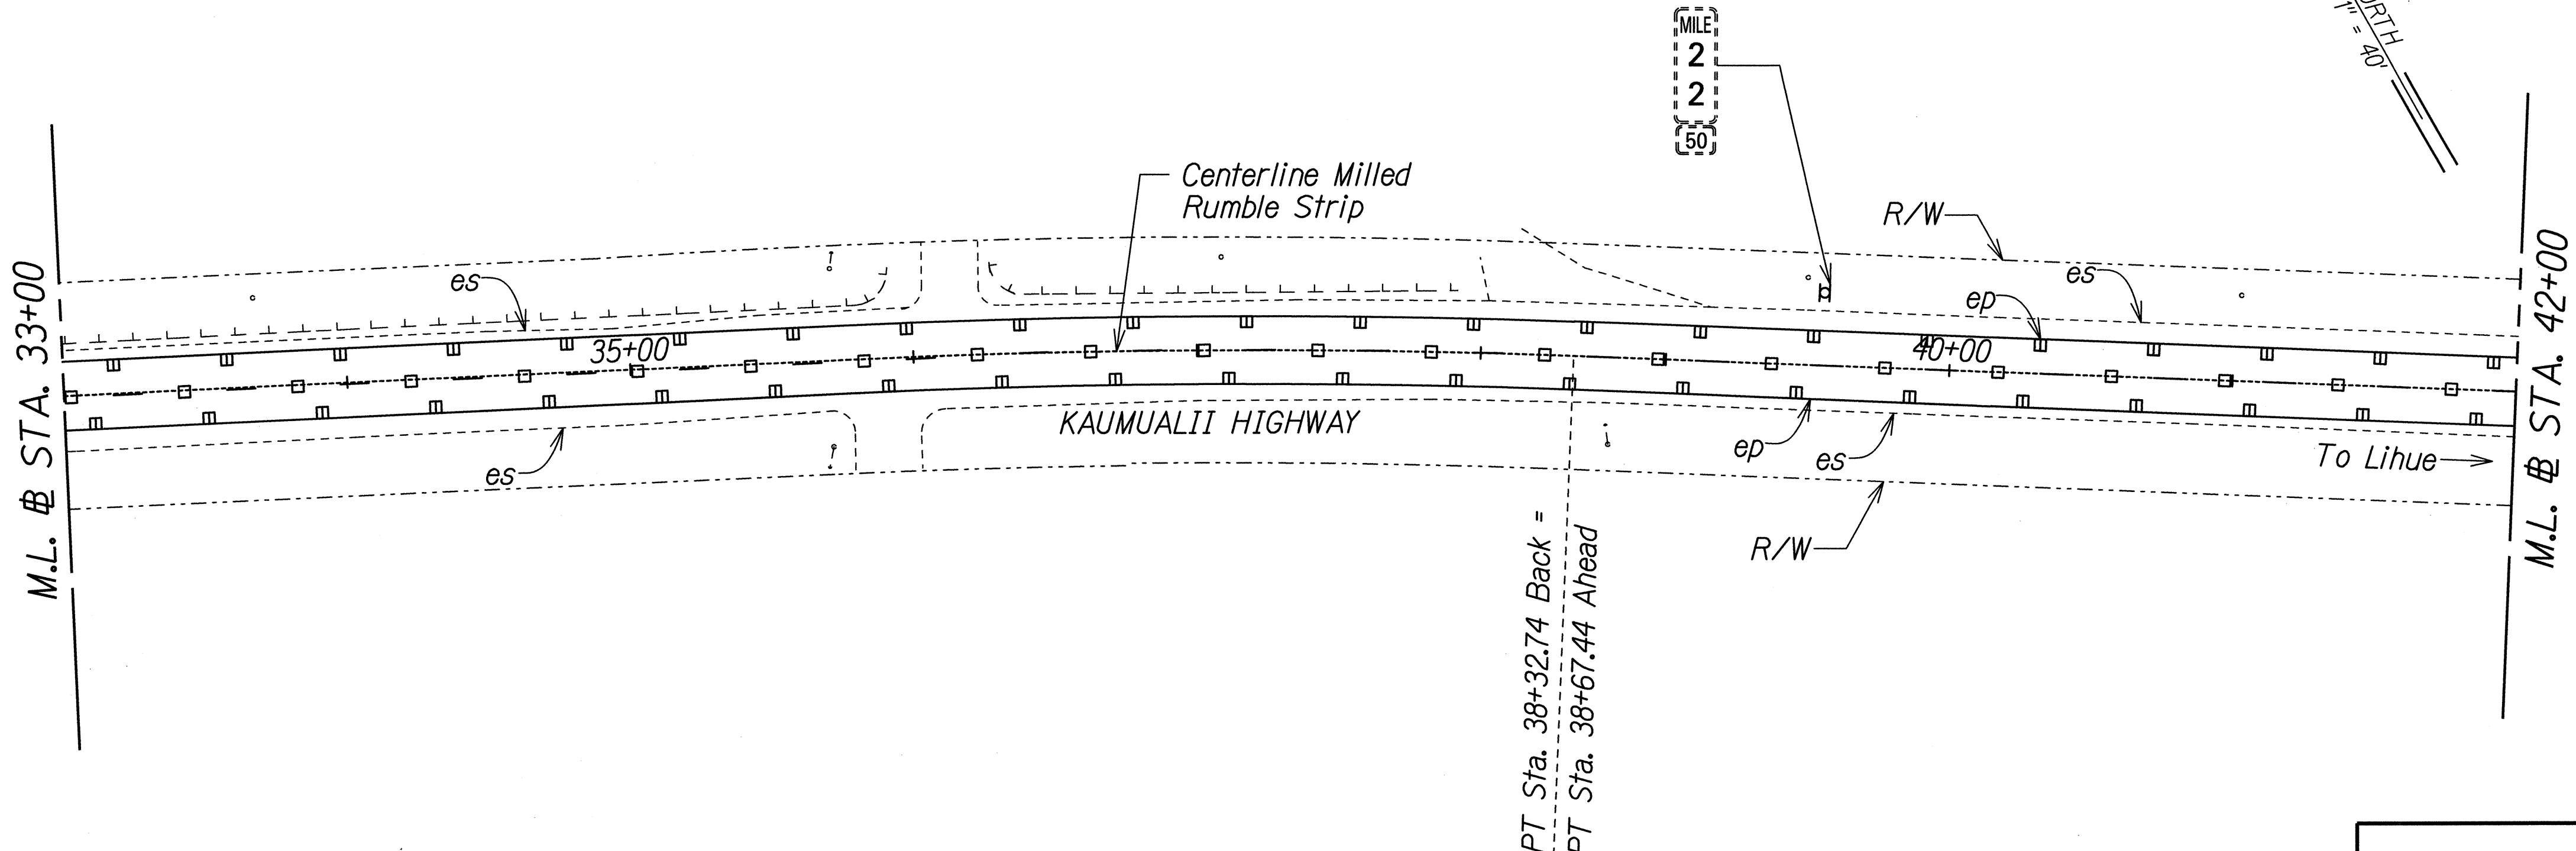 MILE
2
2
50
1" = 40'
Centerline Milled
Rumble Strip
R/W
es
es
ep
35+00
40+00
M.L. ℄ STA. 33+00
M.L. ℄ STA. 42+00
KAUMUALII HIGHWAY
es
ep
es
To Lihue
R/W
PT Sta. 38+32.74 Back =
PT Sta. 38+67.44 Ahead